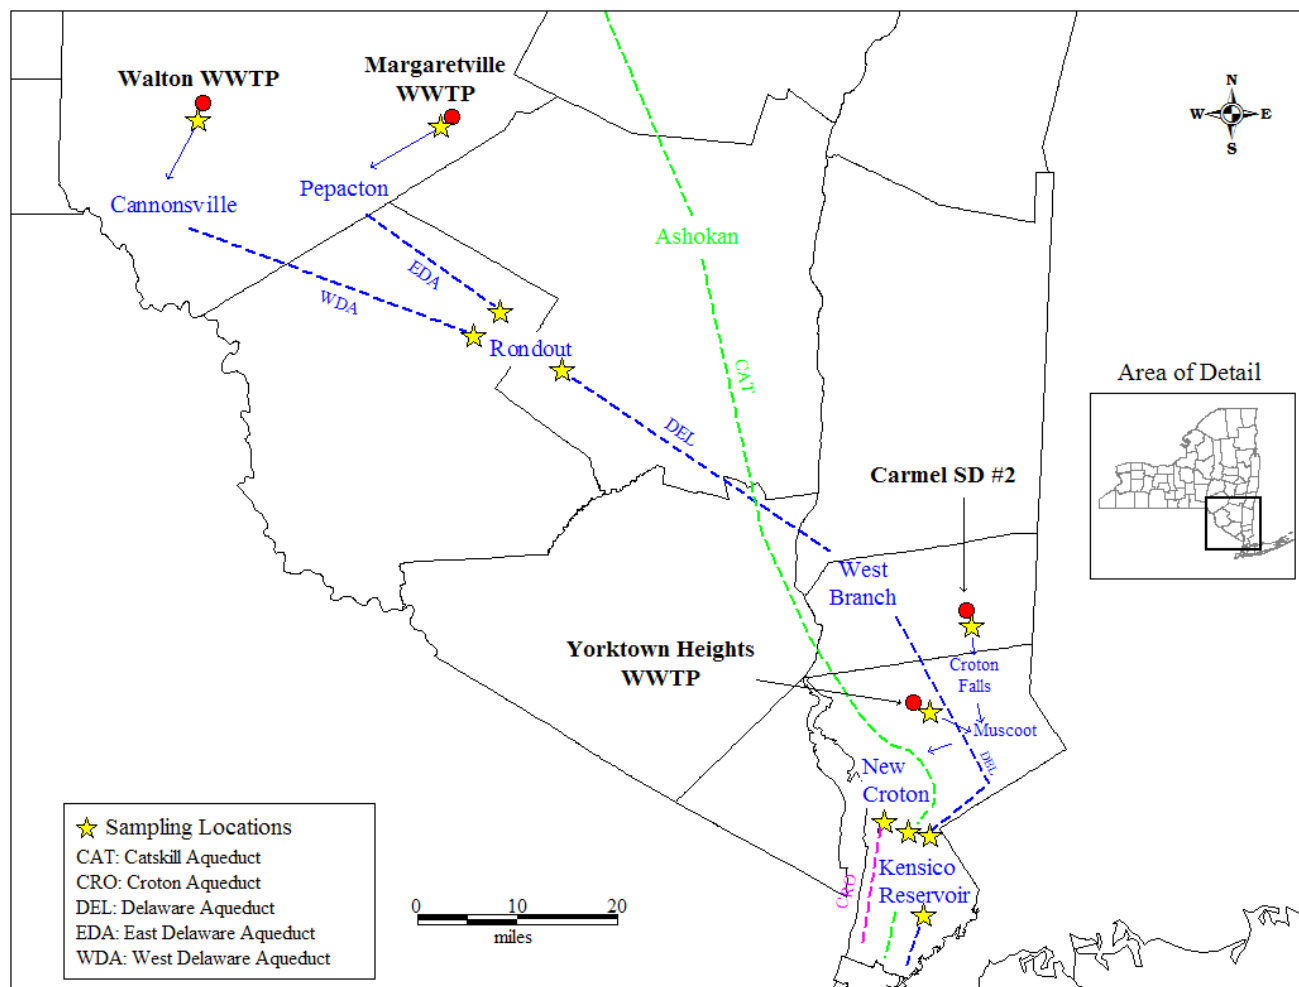 Walton WWTP
Margaretville
WWTP
N
W
E
S
Pepacton
Cannonsville
Ashokan
EDA
WDA
Rondout
CAT
DEL
Area of Detail
Carmel SD #2
West
Branch
Yorktown Heights
WWTP
Croton
Falls
Muscoot
DEL
New
Croton
Kensico
Reservoir
CRO
Sampling Locations
CAT: Catskill Aqueduct
CRO: Croton Aqueduct
DEL: Delaware Aqueduct
EDA: East Delaware Aqueduct
WDA: West Delaware Aqueduct
0 10 20
miles